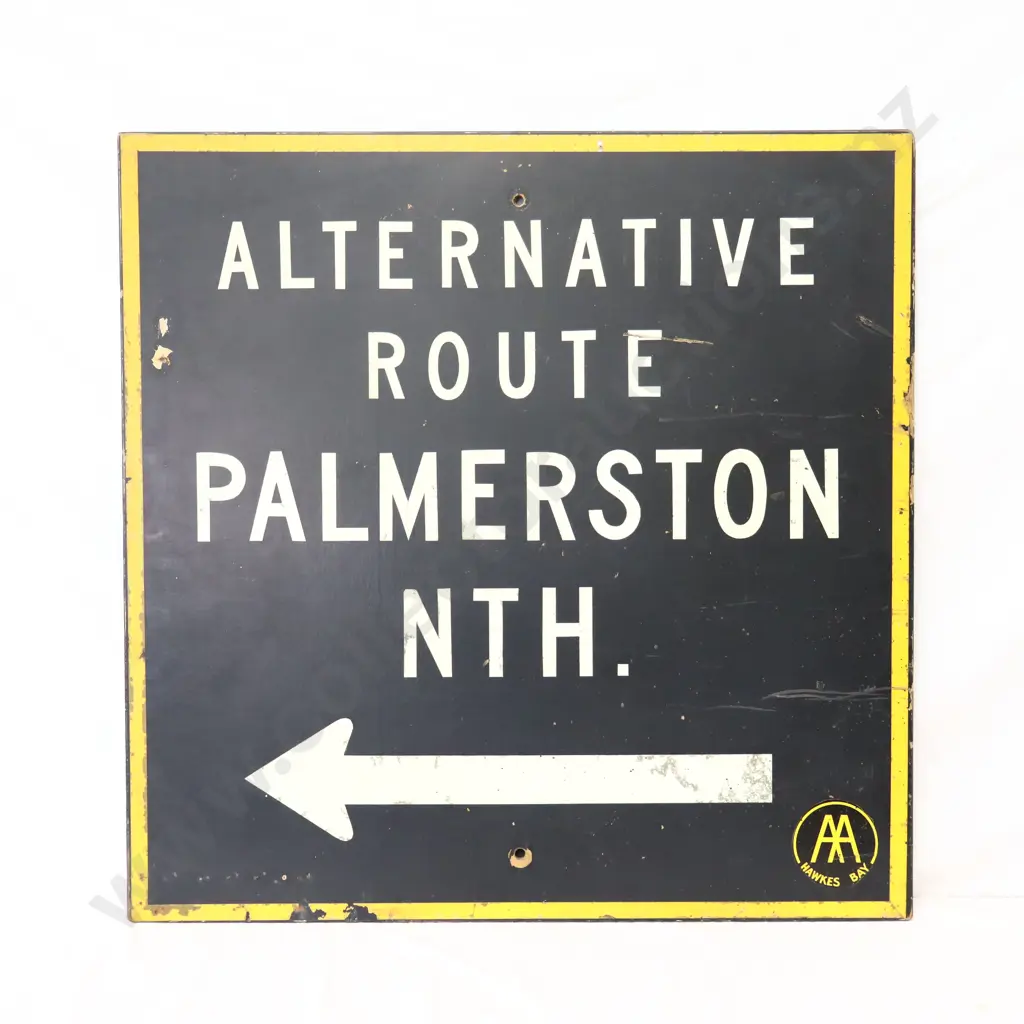 ALTERNATIVE
ROUTE
PALMERSTON
NTH.
AA
HAWKES BAY